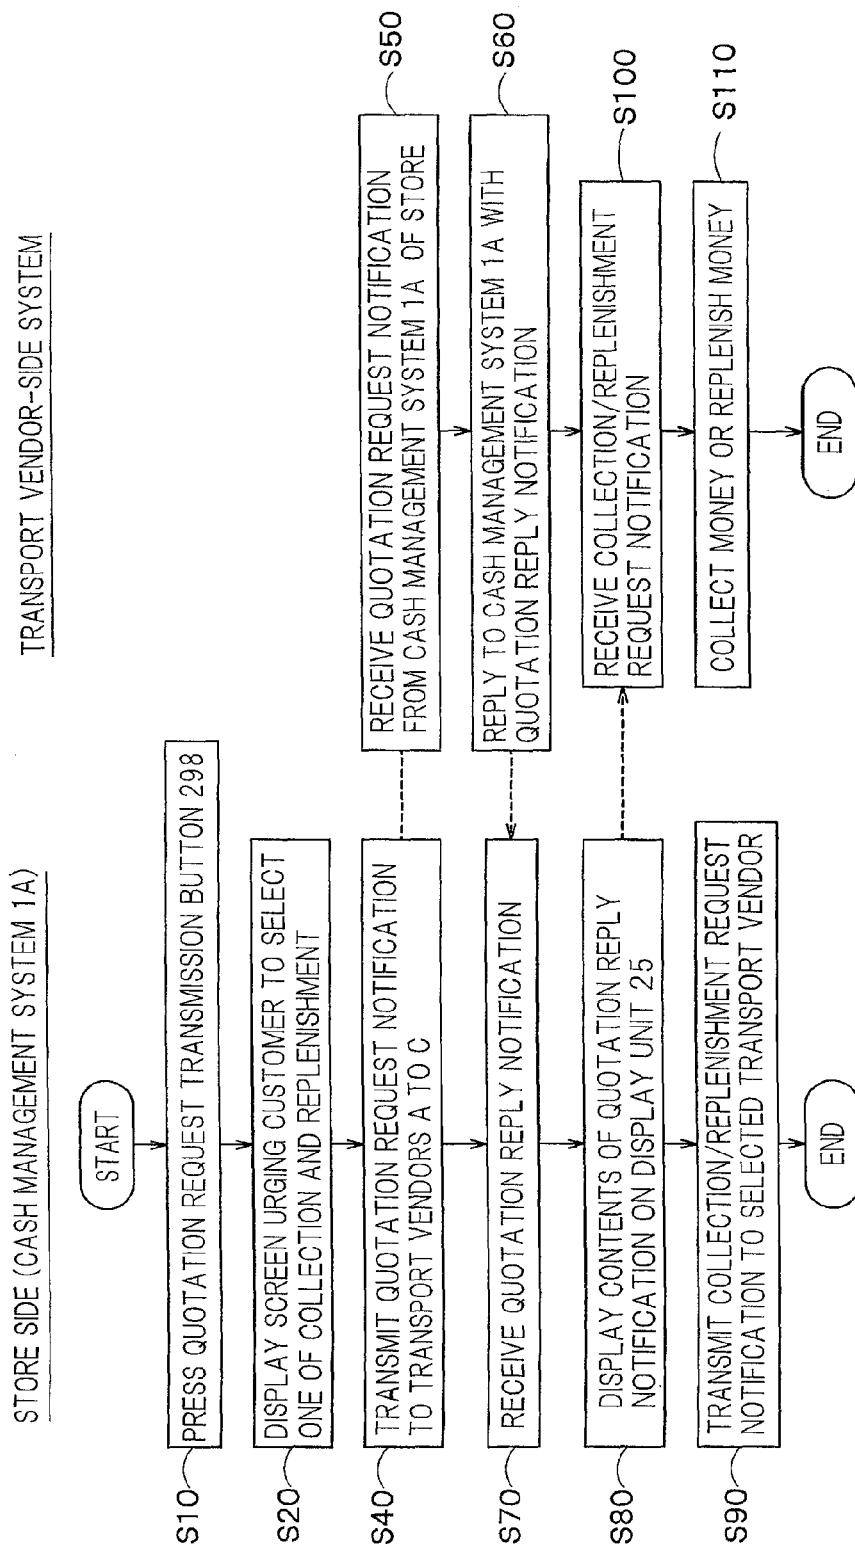 STORE SIDE (CASH MANAGEMENT SYSTEM 1A)
START
S10
PRESS QUOTATION REQUEST TRANSMISSION BUTTON 298
S20
DISPLAY SCREEN URGING CUSTOMER TO SELECT
ONE OF COLLECTION AND REPLENISHMENT
S40
TRANSMIT QUOTATION REQUEST NOTIFICATION
TO TRANSPORT VENDORS A TO C
S70
RECEIVE QUOTATION REPLY NOTIFICATION
S80
DISPLAY CONTENTS OF QUOTATION REPLY
NOTIFICATION ON DISPLAY UNIT 25
S90
TRANSMIT COLLECTION/REPLENISHMENT REQUEST
NOTIFICATION TO SELECTED TRANSPORT VENDOR
END
TRANSPORT VENDOR-SIDE SYSTEM
RECEIVE QUOTATION REQUEST NOTIFICATION
FROM CASH MANAGEMENT SYSTEM 1A OF STORE
S50
REPLY TO CASH MANAGEMENT SYSTEM 1A WITH
QUOTATION REPLY NOTIFICATION
S60
RECEIVE COLLECTION/REPLENISHMENT
REQUEST NOTIFICATION
S100
COLLECT MONEY OR REPLENISH MONEY
S110
END